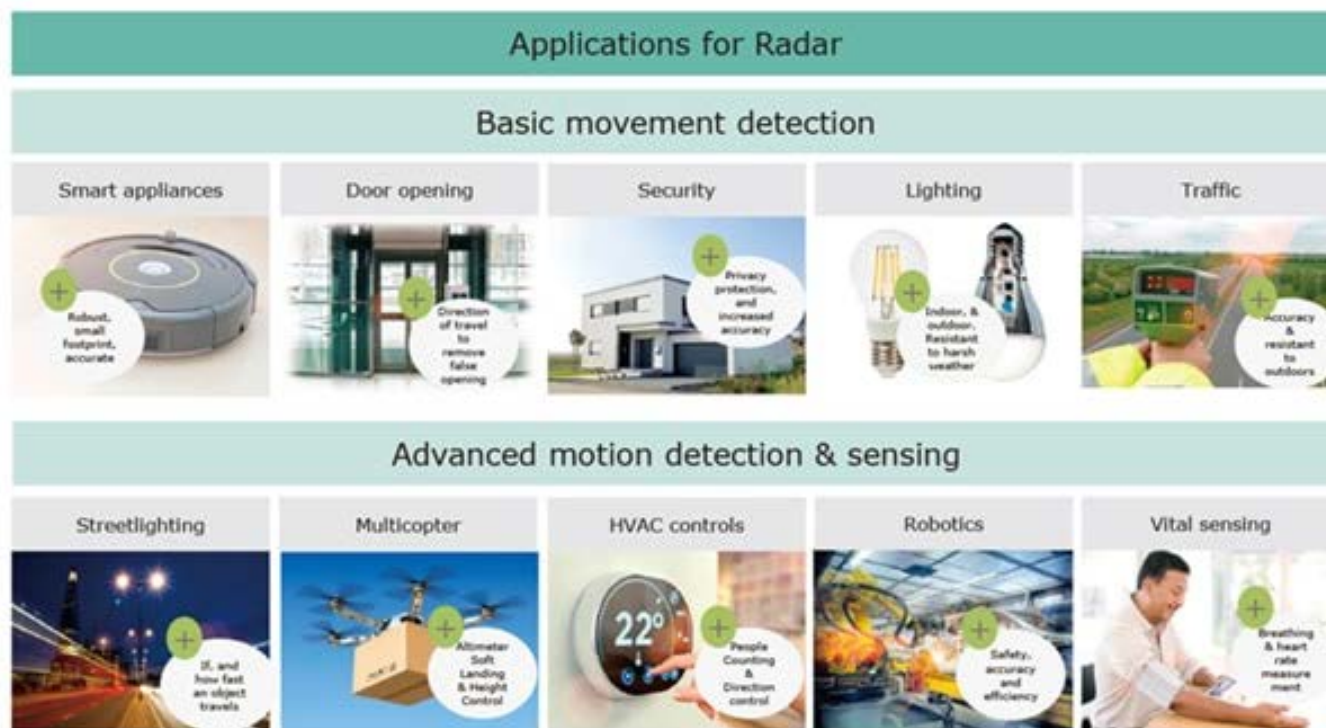 Applications for Radar
Basic movement detection
Smart appliances
Door opening
Security
Lighting
Traffic
+
Robust,
small
footprint,
accurate
+
Direction
of travel
to
remove
false
opening
+
Privacy
protection,
and
increased
accuracy
+
Indoor, &
outdoor.
Resistant
to harsh
weather
+
Accuracy
&
resistant
to
outdoors
Advanced motion detection & sensing
Streetlighting
Multicopter
HVAC controls
Robotics
Vital sensing
+
If, and
how fast
an object
travels
+
Altimeter
Soft
Landing
& Height
Control
22°
+
People
Counting
&
Direction
control
+
Safety,
accuracy
and
efficiency
+
Breathing
& heart
rate
measure
ment